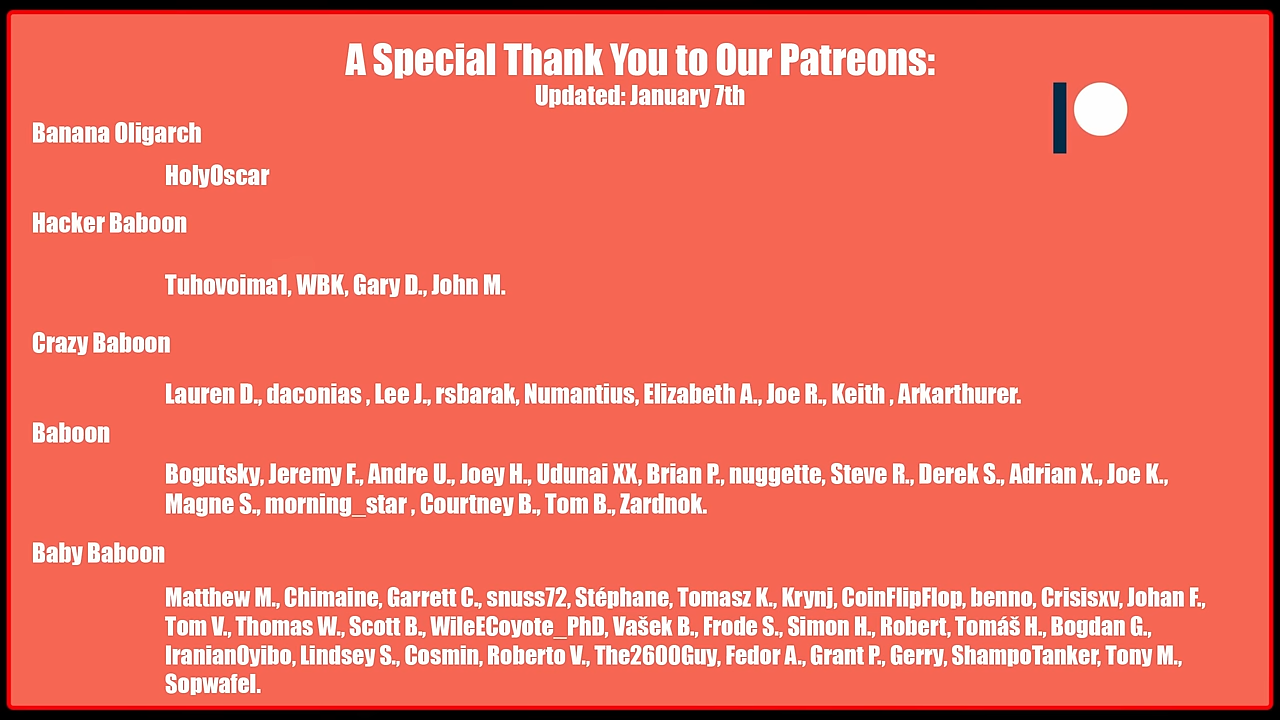 A Special Thank You to Our Patreons:
Updated: January 7th
Banana Oligarch
HolyOscar
Hacker Baboon
Tuhovoima1, WBK, Gary D., John M.
Crazy Baboon
Lauren D., daconias , Lee J., rsbarak, Numantius, Elizabeth A., Joe R., Keith , Arkarthurer.
Baboon
Bogutsky, Jeremy F., Andre U., Joey H., Udunai XX, Brian P., nuggette, Steve R., Derek S., Adrian X., Joe K.,
Magne S., morning_star , Courtney B., Tom B., Zardnok.
Baby Baboon
Matthew M., Chimaine, Garrett C., snuss72, Stéphane, Tomasz K., Krynj, CoinFlipFlop, benno, Crisisxv, Johan F.,
Tom V., Thomas W., Scott B., WileECoyote_PhD, Vašek B., Frode S., Simon H., Robert, Tomáš H., Bogdan G.,
IranianOyibo, Lindsey S., Cosmin, Roberto V., The2600Guy, Fedor A., Grant P., Gerry, ShampoTanker, Tony M.,
Sopwafel.